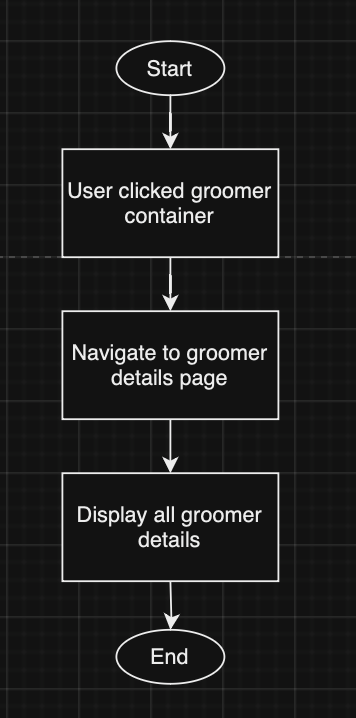 Start
User clicked groomer
container
Navigate to groomer
details page
Display all groomer
details
End